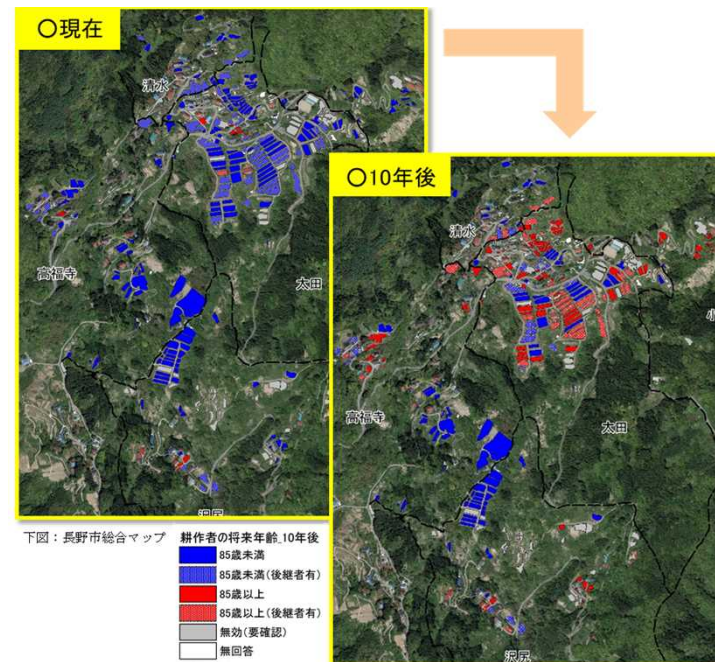 〇現在
清水
高福寺
太田
沢尻
〇10年後
清水
高福寺
太田
小
沢尻
下図：長野市総合マップ
耕作者の将来年齢_10年後
85歳未満
85歳未満(後継者有)
85歳以上
85歳以上(後継者有)
無効(要確認)
無回答